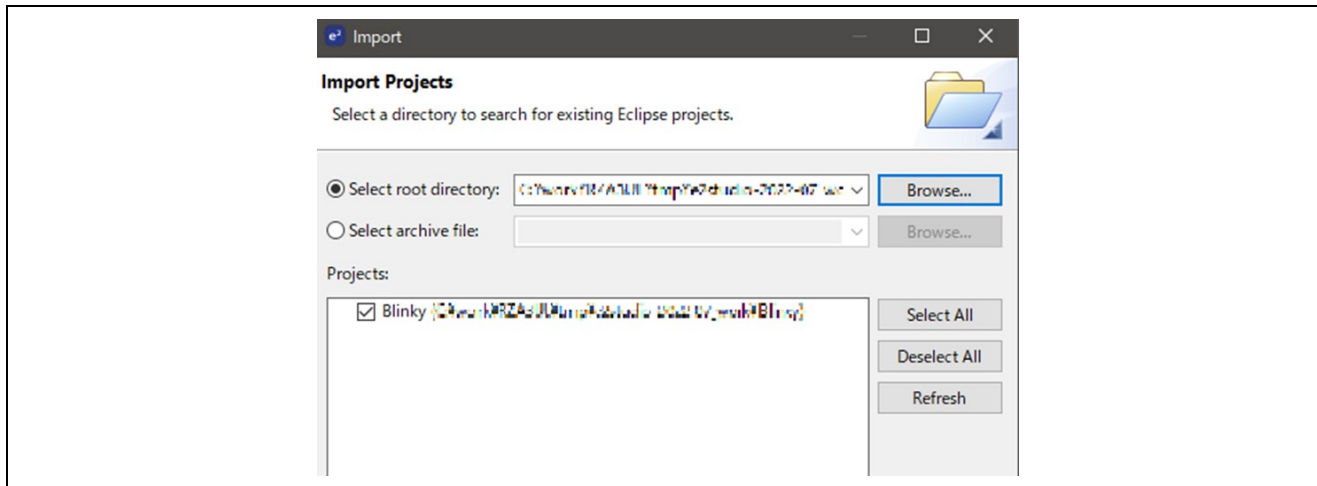 e² Import
Import Projects
Select a directory to search for existing Eclipse projects.
Select root directory:
Browse...
Select archive file:
Browse...
Projects:
Blinky
Select All
Deselect All
Refresh